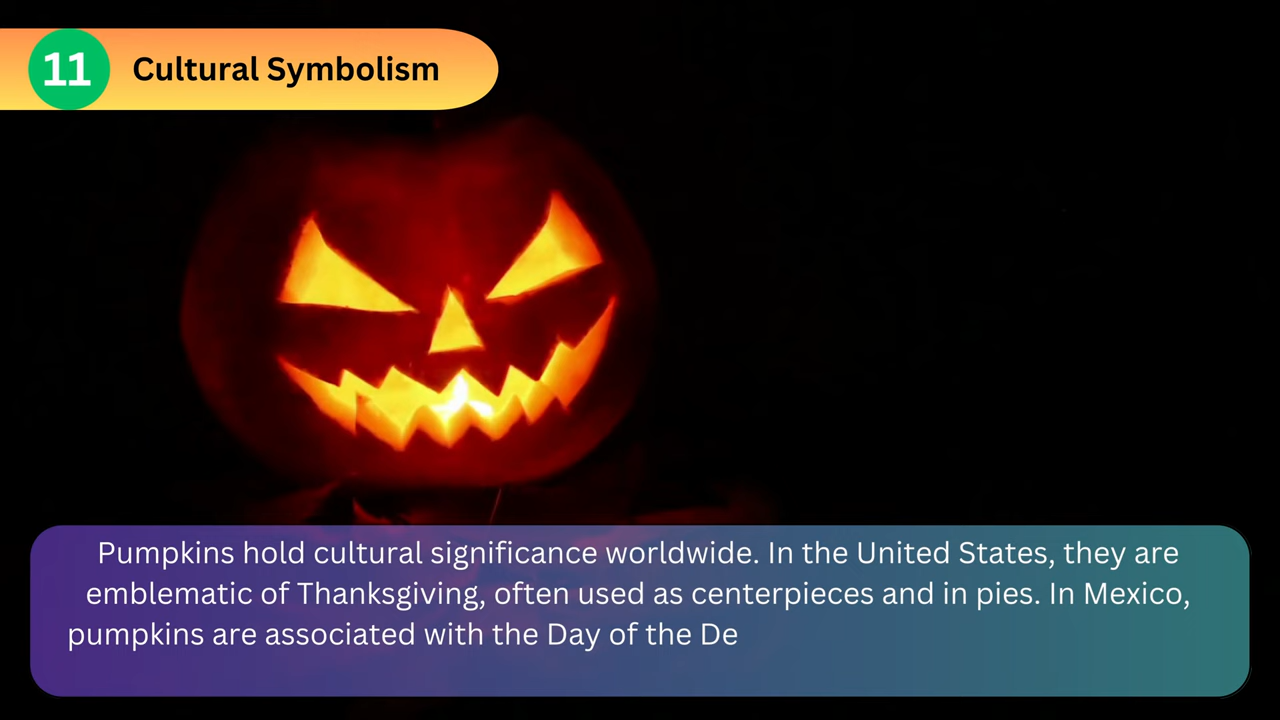 11
Cultural Symbolism
Pumpkins hold cultural significance worldwide. In the United States, they are
emblematic of Thanksgiving, often used as centerpieces and in pies. In Mexico,
pumpkins are associated with the Day of the De